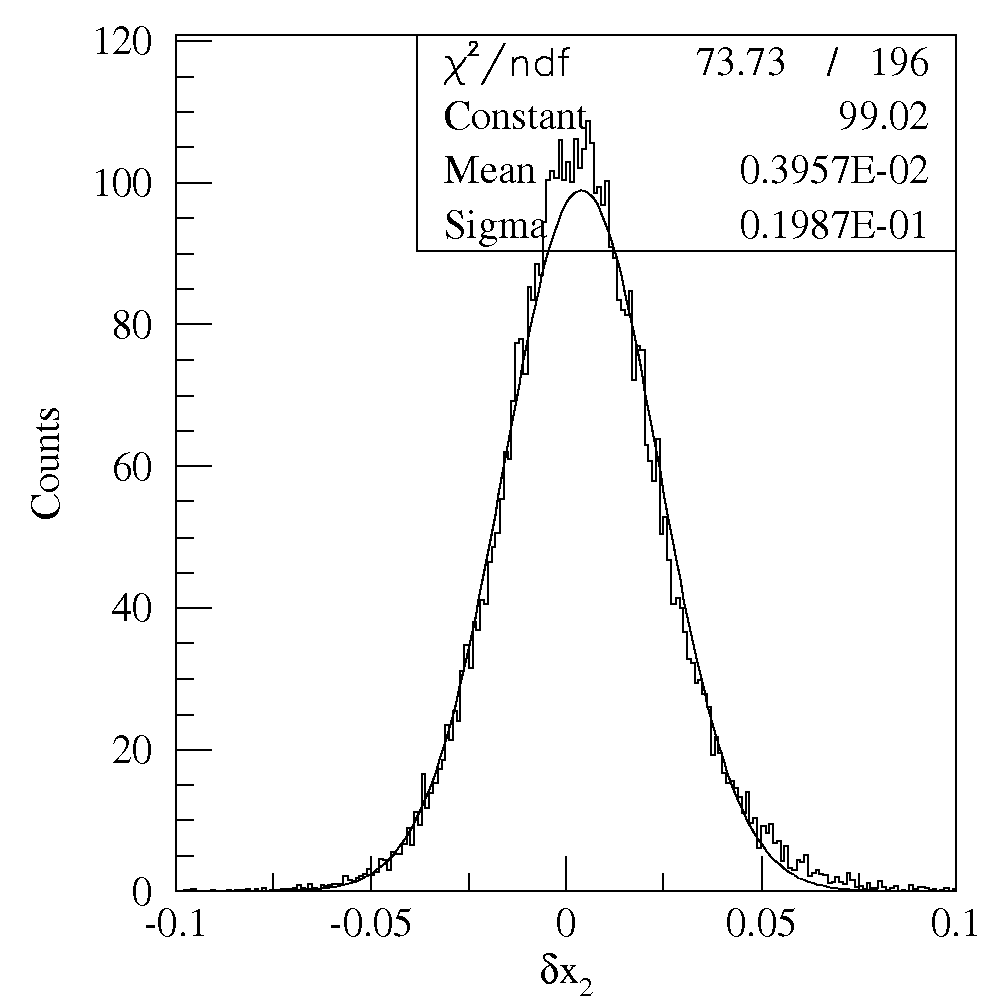 120
100
80
60
40
20
0
χ²/ndf 73.73 / 196
Constant 99.02
Mean 0.3957E-02
Sigma 0.1987E-01
Counts
-0.1 -0.05 0 0.05 0.1
δx₂